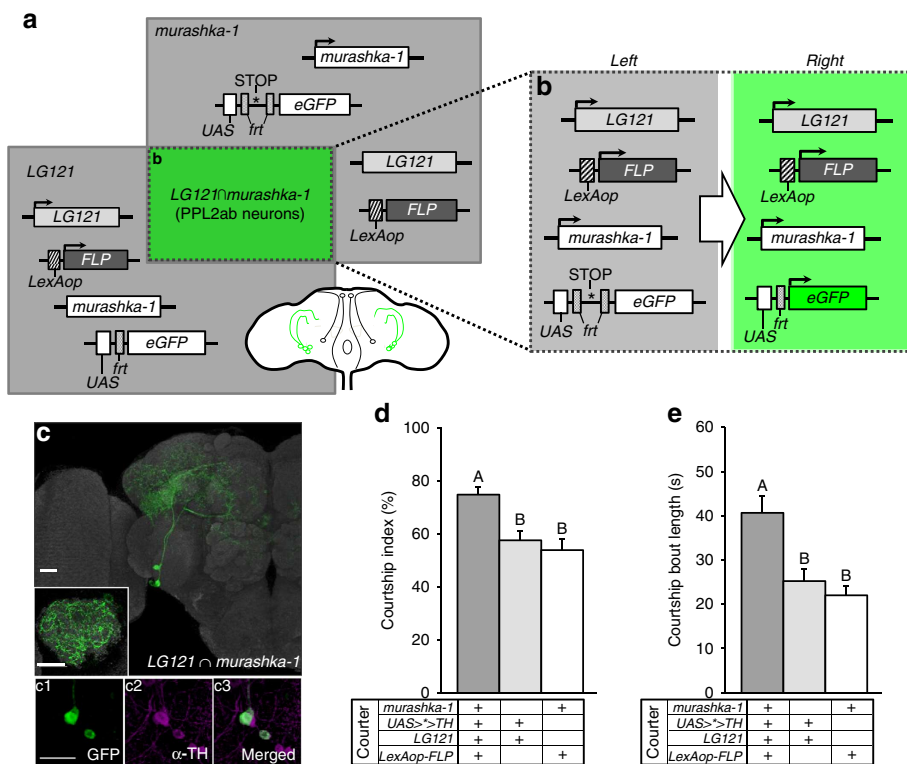 a
murashka-1
murashka-1
STOP
*
eGFP
UAS
frt
LG121
LG121
FLP
LexAop
murashka-1
eGFP
UAS
frt
b
LG121∩murashka-1
(PPL2ab neurons)
LG121
FLP
LexAop
Left
Right
b
LG121
FLP
LexAop
murashka-1
STOP
*
eGFP
UAS
frt
LG121
FLP
LexAop
murashka-1
eGFP
UAS
frt
c
LG121 ∩ murashka-1
c1
GFP
c2
α-TH
c3
Merged
d
Courtship index (%)
100
80
60
40
20
0
A
B
B
Courter
murashka-1 + +
UAS>*>TH + +
LG121 + +
LexAop-FLP + +
e
Courtship bout length (s)
60
50
40
30
20
10
0
A
B
B
Courter
murashka-1 + +
UAS>*>TH + +
LG121 + +
LexAop-FLP + +